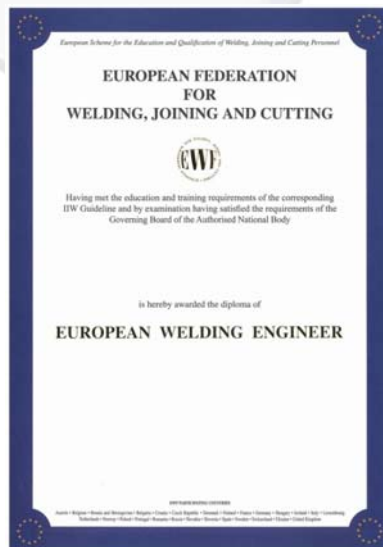 European Scheme for the Education and Qualification of Welding, Joining and Cutting Personnel
EUROPEAN FEDERATION
FOR
WELDING, JOINING AND CUTTING
EWF
Having met the education and training requirements of the corresponding
IIW Guideline and by examination having satisfied the requirements of the
Governing Board of the Authorised National Body
is hereby awarded the diploma of
EUROPEAN WELDING ENGINEER